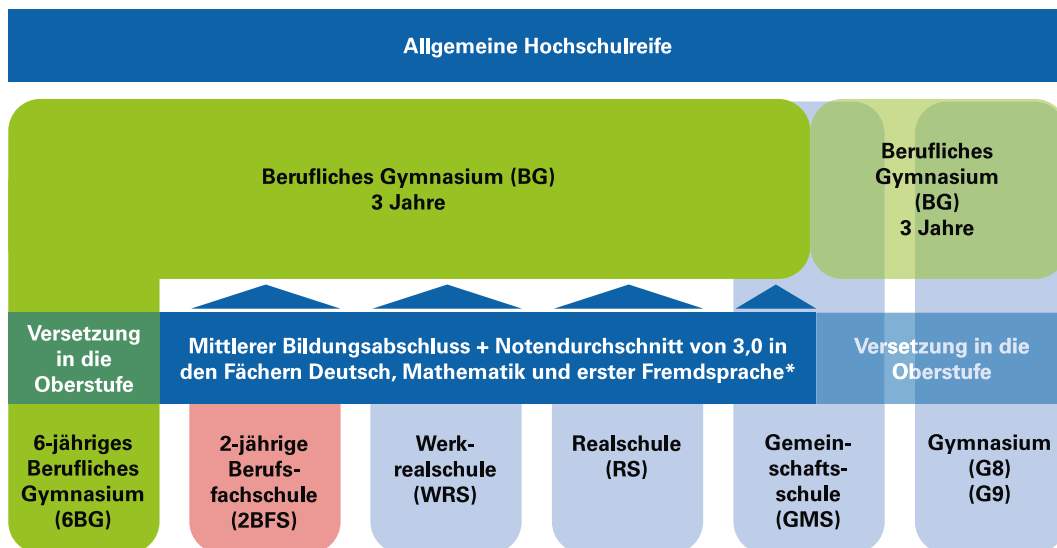 Allgemeine Hochschulreife
Berufliches Gymnasium (BG)
3 Jahre
Berufliches
Gymnasium
(BG)
3 Jahre
Versetzung
in die
Oberstufe
Mittlerer Bildungsabschluss + Notendurchschnitt von 3,0 in
den Fächern Deutsch, Mathematik und erster Fremdsprache*
Versetzung in die
Oberstufe
6-jähriges
Berufliches
Gymnasium
(6BG)
2-jährige
Berufs-
fachschule
(2BFS)
Werk-
realschule
(WRS)
Realschule
(RS)
Gemein-
schafts-
schule
(GMS)
Gymnasium
(G8)
(G9)